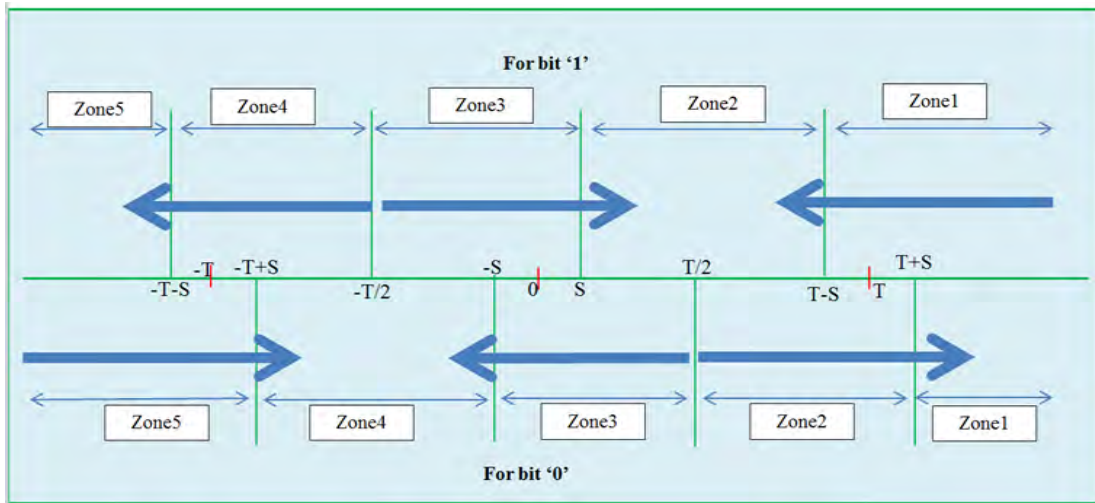 For bit ‘1’
Zone5 Zone4 Zone3 Zone2 Zone1
-T -T+S -S T/2 T+S
-T-S -T/2 0 S T-S T
Zone5 Zone4 Zone3 Zone2 Zone1
For bit ‘0’